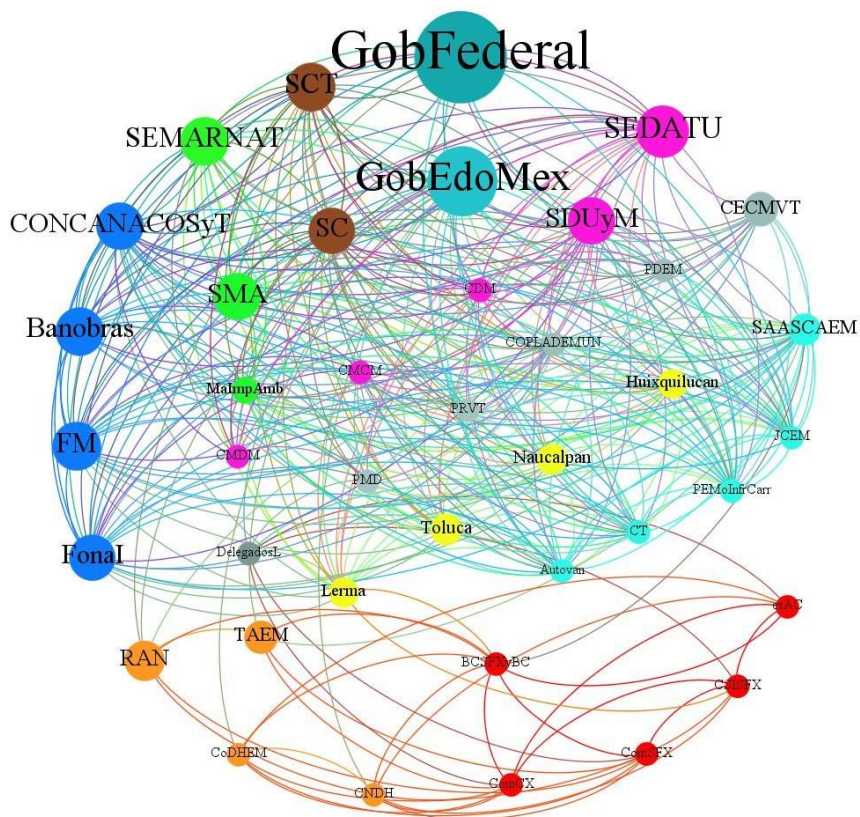 GobFederal
SCT
SEDATU
SEMARNAT
GobEdoMex
CECMVT
CONCANACOSyT
SC
SDUyM
PDEM
CDM
SMA
Banobras
SAASCAEM
COPLADEMUN
CMCM
Huixquilucan
MaImpAmb
PRVT
FM
JCEM
CMDM
Naucalpan
PMD
PEMoInfrCarr
Toluca
CT
DelegadosL
FonaI
Autovan
Lerma
esAC
TAEM
RAN
BCSFXyBC
CSISFX
CoDHEM
ComSFX
ComCX
CNDH